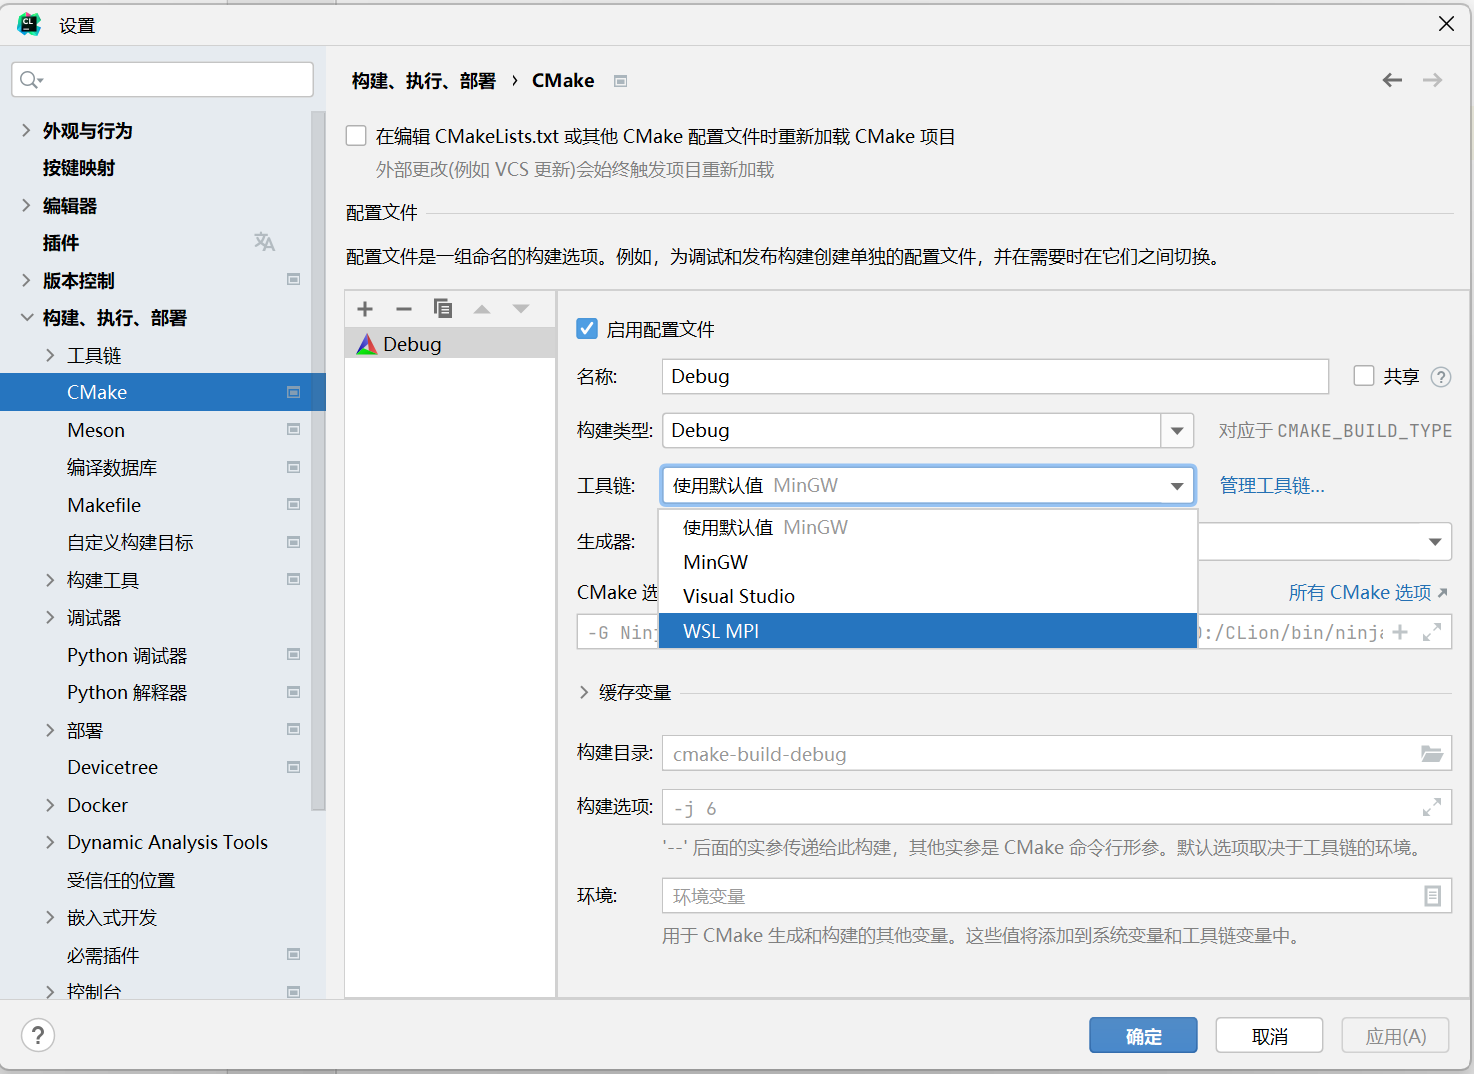 设置
构建、执行、部署 › CMake
外观与行为
按键映射
编辑器
插件
版本控制
构建、执行、部署
工具链
CMake
Meson
编译数据库
Makefile
自定义构建目标
构建工具
调试器
Python 调试器
Python 解释器
部署
Devicetree
Docker
Dynamic Analysis Tools
受信任的位置
嵌入式开发
必需插件
控制台
在编辑 CMakeLists.txt 或其他 CMake 配置文件时重新加载 CMake 项目
外部更改(例如 VCS 更新)会始终触发项目重新加载
配置文件
配置文件是一组命名的构建选项。例如，为调试和发布构建创建单独的配置文件，并在需要时在它们之间切换。
Debug
启用配置文件
名称: Debug 共享
构建类型: Debug 对应于 CMAKE_BUILD_TYPE
工具链: 使用默认值 MinGW 管理工具链...
使用默认值 MinGW
MinGW
Visual Studio
WSL MPI
生成器:
CMake 选 所有 CMake 选项
-G Nin :/CLion/bin/ninja
缓存变量
构建目录: cmake-build-debug
构建选项: -j 6
'--' 后面的实参传递给此构建，其他实参是 CMake 命令行形参。默认选项取决于工具链的环境。
环境: 环境变量
用于 CMake 生成和构建的其他变量。这些值将添加到系统变量和工具链变量中。
? 确定 取消 应用(A)